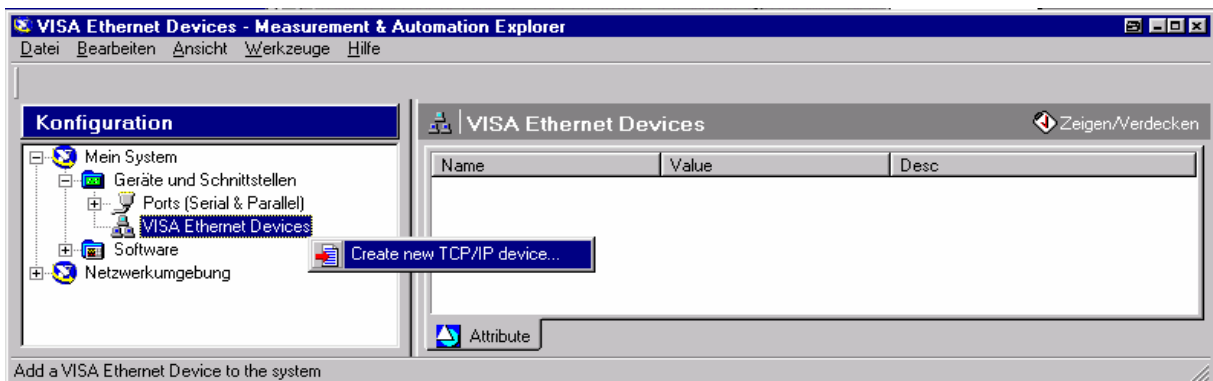 VISA Ethernet Devices - Measurement & Automation Explorer
Datei Bearbeiten Ansicht Werkzeuge Hilfe
Konfiguration
VISA Ethernet Devices
Zeigen/Verdecken
Mein System
Geräte und Schnittstellen
Ports (Serial & Parallel)
VISA Ethernet Devices
Software
Netzwerkumgebung
Create new TCP/IP device...
Name Value Desc
Attribute
Add a VISA Ethernet Device to the system